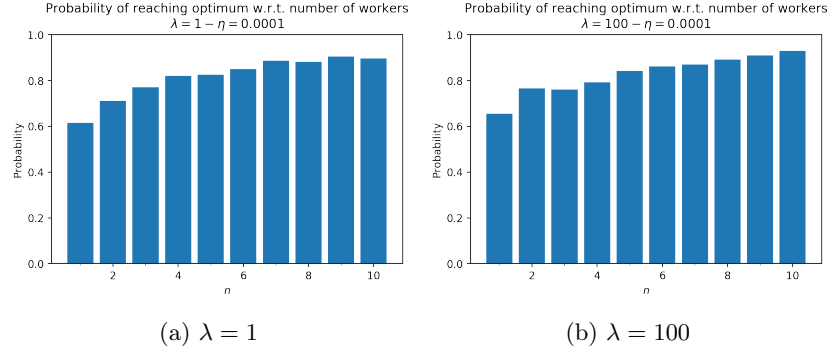 Probability of reaching optimum w.r.t. number of workers
λ = 1 − η = 0.0001
1.0
0.8
0.6
0.4
0.2
0.0
Probability
2 4 6 8 10
n
(a) λ = 1
Probability of reaching optimum w.r.t. number of workers
λ = 100 − η = 0.0001
1.0
0.8
0.6
0.4
0.2
0.0
Probability
2 4 6 8 10
n
(b) λ = 100